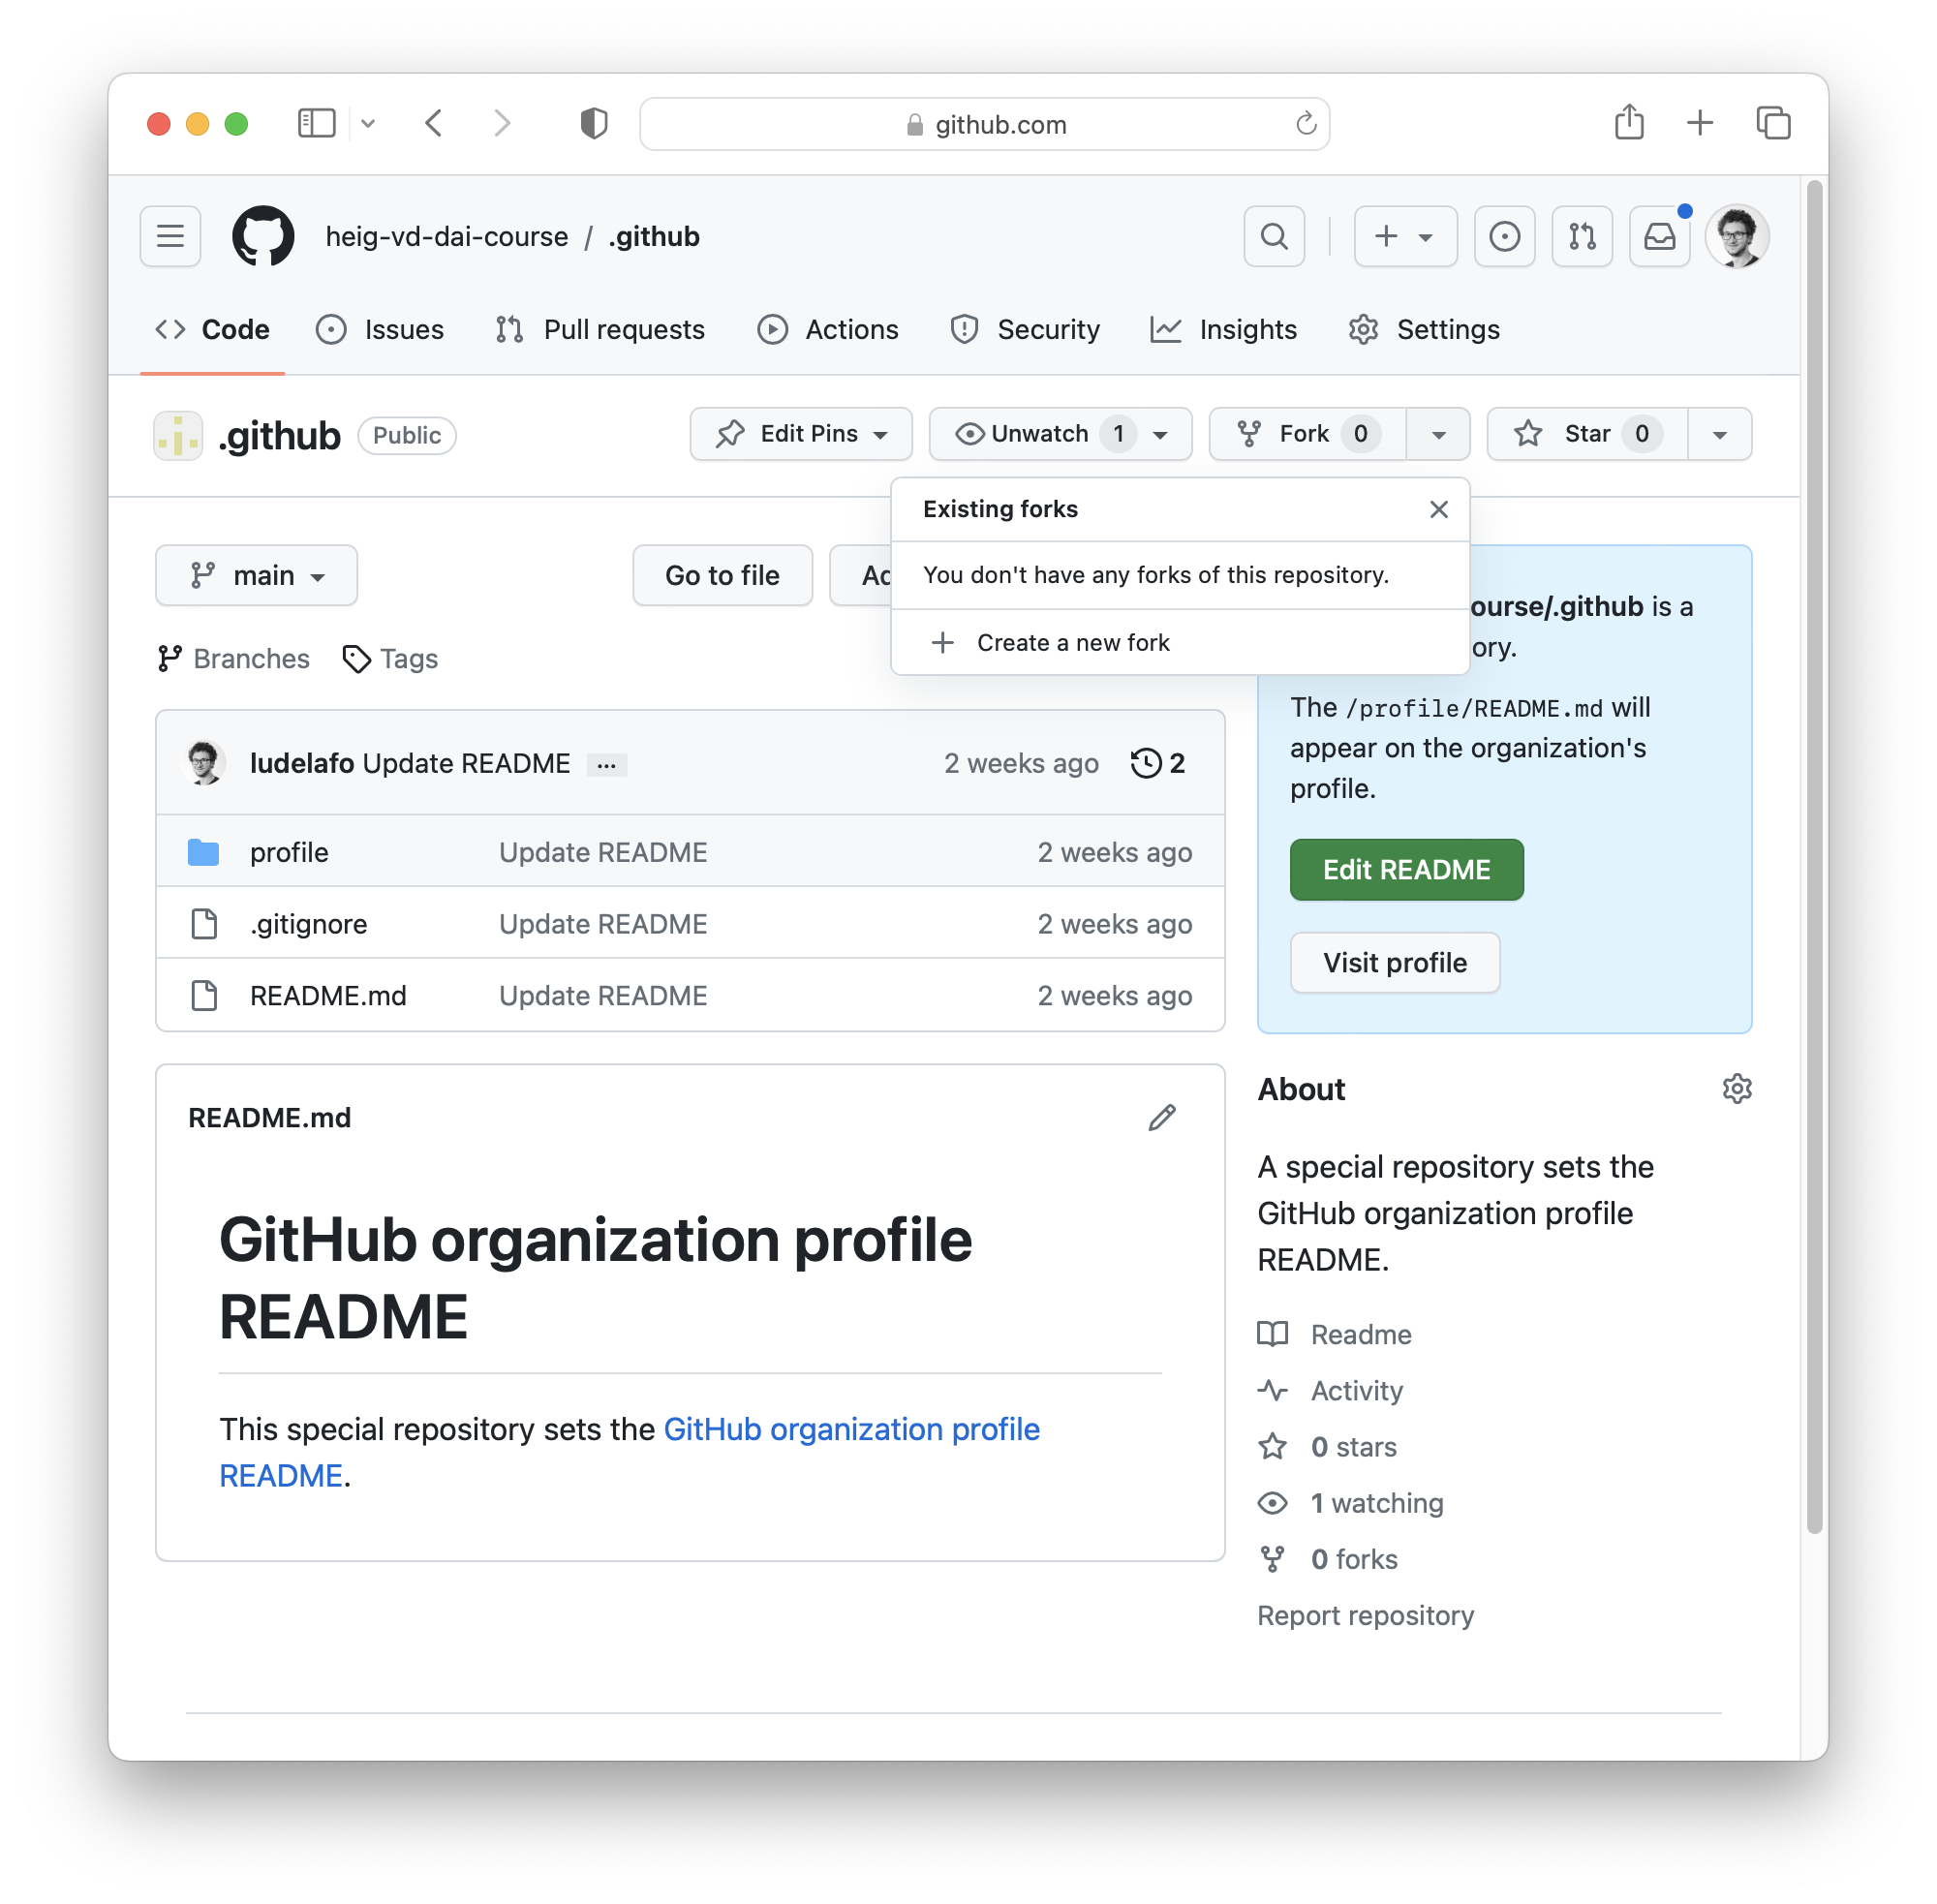 github.com
heig-vd-dai-course / .github
Code Issues Pull requests Actions Security Insights Settings
.github Public Edit Pins Unwatch 1 Fork 0 Star 0
Existing forks
You don't have any forks of this repository.
Create a new fork
main Go to file
ourse/.github is a
ory.
Branches Tags
The /profile/README.md will
appear on the organization's
profile.
Edit README
Visit profile
ludelafo Update README ... 2 weeks ago 2
profile Update README 2 weeks ago
.gitignore Update README 2 weeks ago
README.md Update README 2 weeks ago
README.md
GitHub organization profile
README
This special repository sets the GitHub organization profile
README.
About
A special repository sets the
GitHub organization profile
README.
Readme
Activity
0 stars
1 watching
0 forks
Report repository